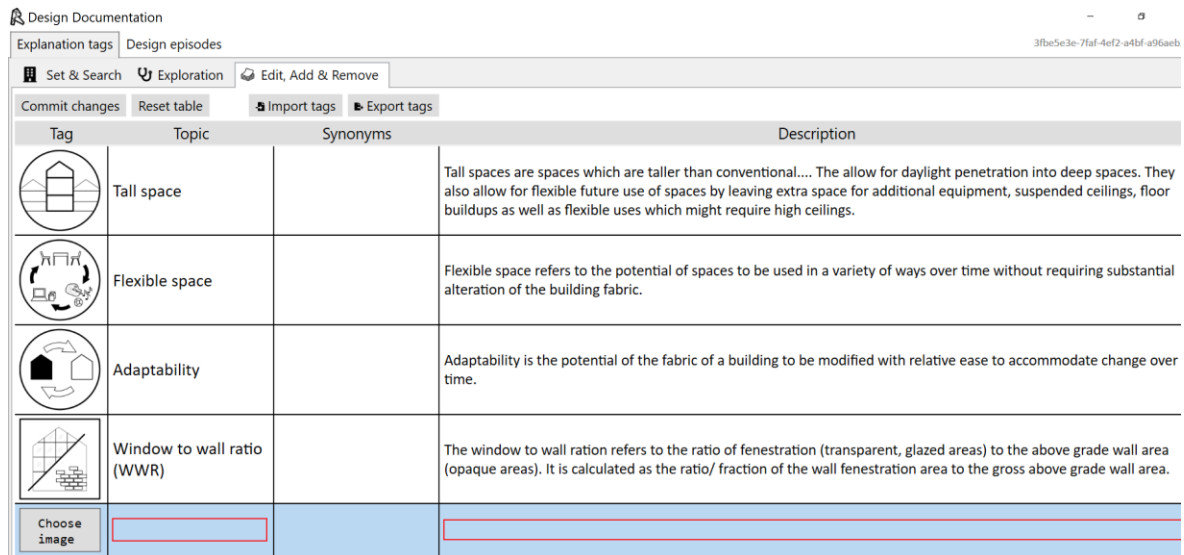 Design Documentation
Explanation tags Design episodes
3fbe5e3e-7faf-4ef2-a4bf-a96aeb
Set & Search Exploration Edit, Add & Remove
Commit changes Reset table Import tags Export tags
Tag Topic Synonyms Description
Tall space
Tall spaces are spaces which are taller than conventional.... The allow for daylight penetration into deep spaces. They
also allow for flexible future use of spaces by leaving extra space for additional equipment, suspended ceilings, floor
buildups as well as flexible uses which might require high ceilings.
Flexible space
Flexible space refers to the potential of spaces to be used in a variety of ways over time without requiring substantial
alteration of the building fabric.
Adaptability
Adaptability is the potential of the fabric of a building to be modified with relative ease to accommodate change over
time.
Window to wall ratio
(WWR)
The window to wall ration refers to the ratio of fenestration (transparent, glazed areas) to the above grade wall area
(opaque areas). It is calculated as the ratio/ fraction of the wall fenestration area to the gross above grade wall area.
Choose
image